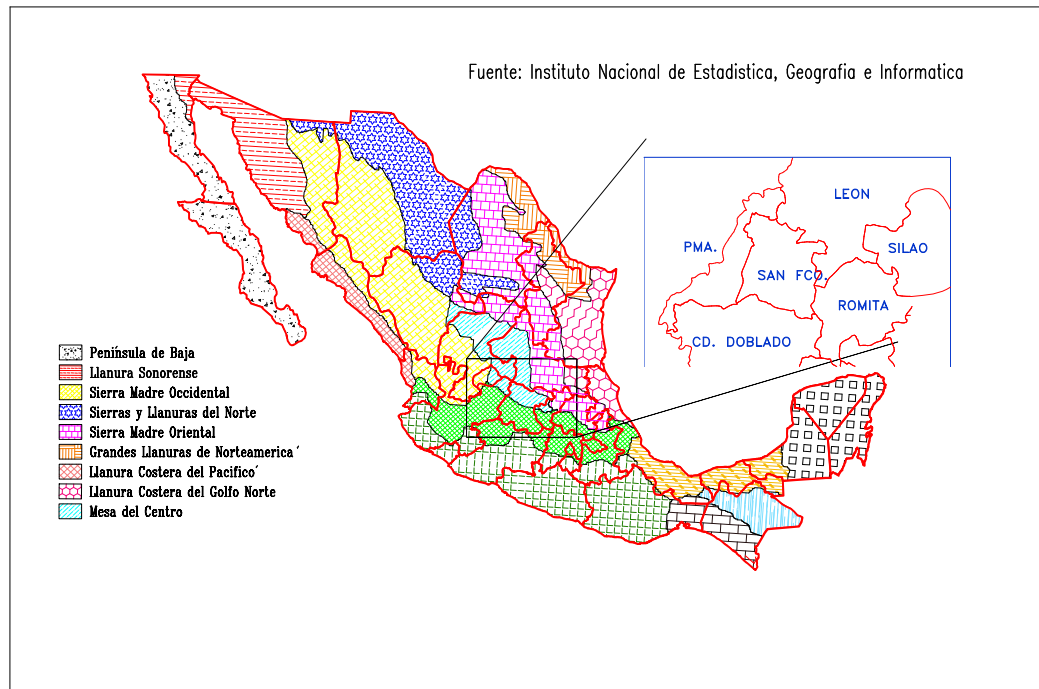 Fuente: Instituto Nacional de Estadistica, Geografia e Informatica
LEON
PMA.
SILAO
SAN FCO.
ROMITA
CD. DOBLADO
Península de Baja
Llanura Sonorense
Sierra Madre Occidental
Sierras y Llanuras del Norte
Sierra Madre Oriental
Grandes Llanuras de Norteamerica´
Llanura Costera del Pacifico´
Llanura Costera del Golfo Norte
Mesa del Centro